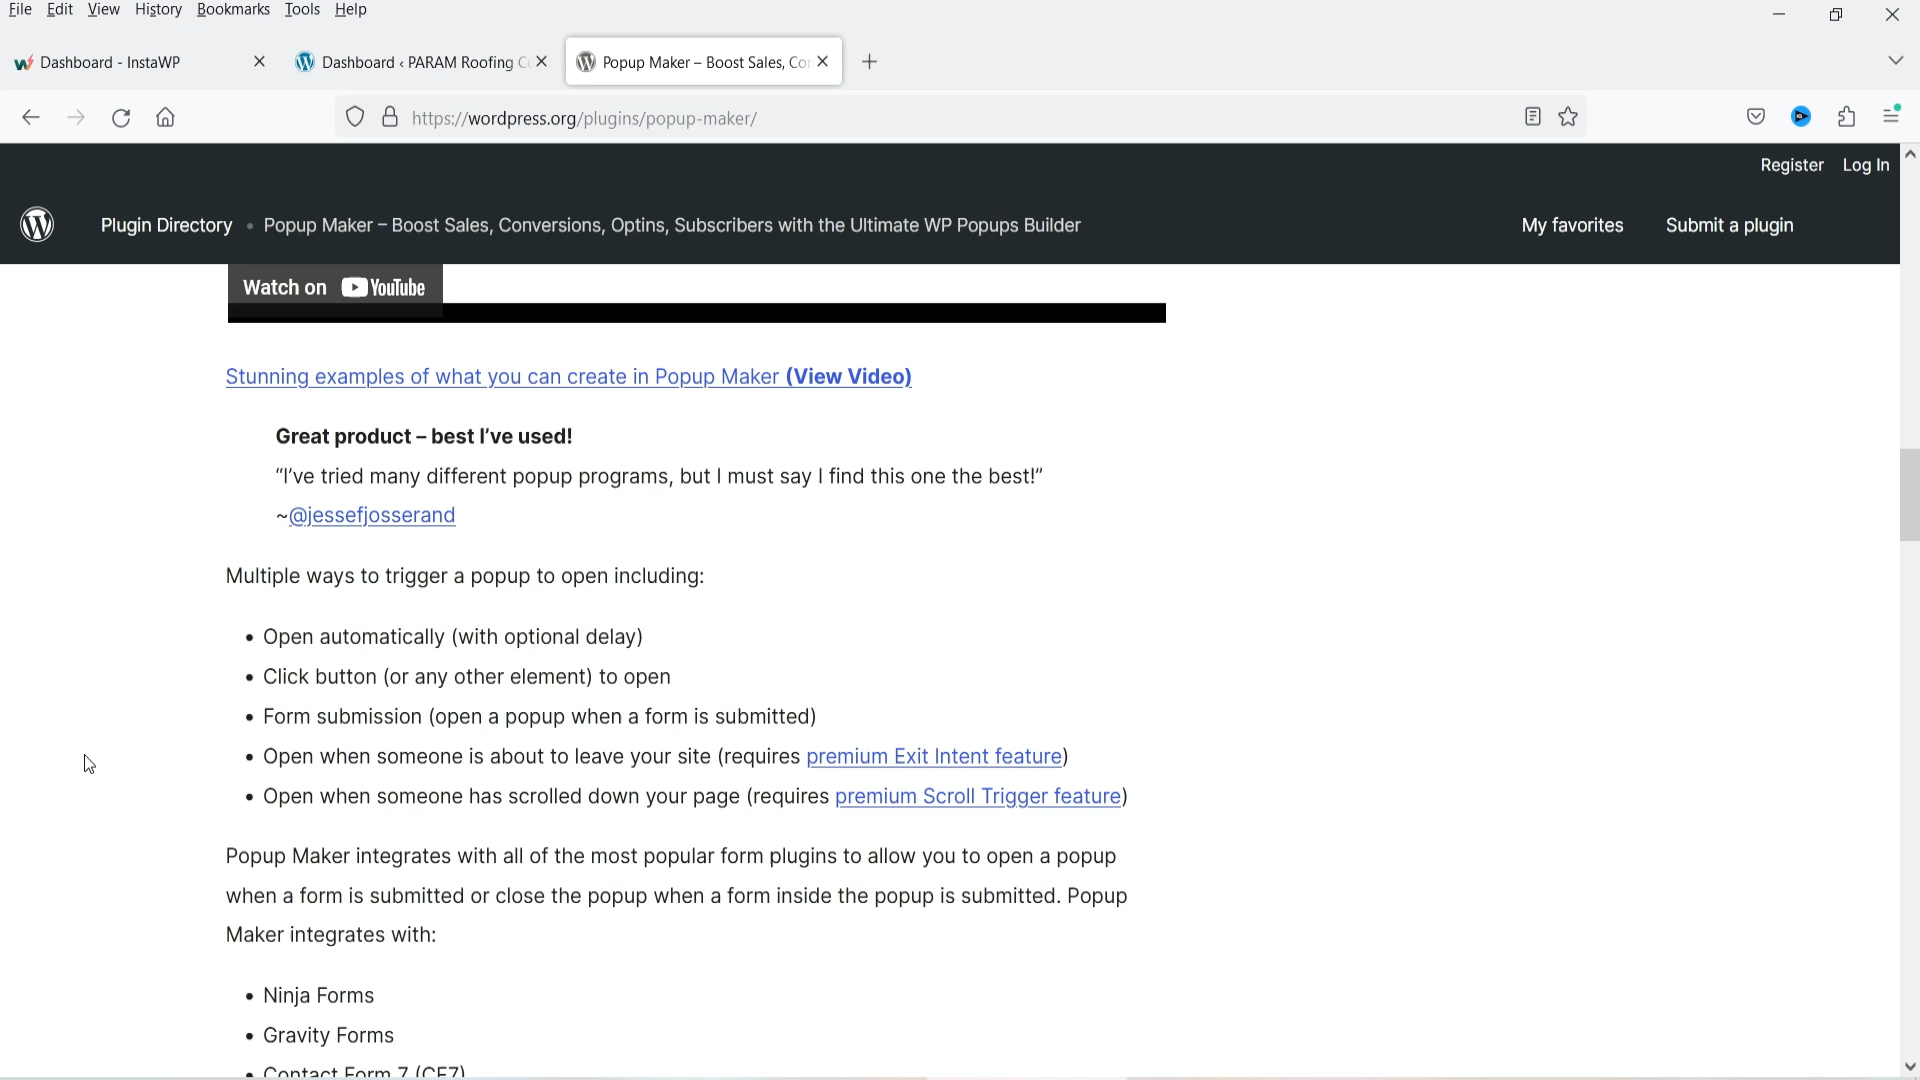 File Edit View History Bookmarks Tools Help
Dashboard - InstaWP
Dashboard ‹ PARAM Roofing C
Popup Maker – Boost Sales, Cor
https://wordpress.org/plugins/popup-maker/
Register Log In
Plugin Directory • Popup Maker – Boost Sales, Conversions, Optins, Subscribers with the Ultimate WP Popups Builder
My favorites Submit a plugin
Watch on YouTube
Stunning examples of what you can create in Popup Maker (View Video)
Great product – best I’ve used!
“I’ve tried many different popup programs, but I must say I find this one the best!”
~@jessefjosserand
Multiple ways to trigger a popup to open including:
• Open automatically (with optional delay)
• Click button (or any other element) to open
• Form submission (open a popup when a form is submitted)
• Open when someone is about to leave your site (requires premium Exit Intent feature)
• Open when someone has scrolled down your page (requires premium Scroll Trigger feature)
Popup Maker integrates with all of the most popular form plugins to allow you to open a popup
when a form is submitted or close the popup when a form inside the popup is submitted. Popup
Maker integrates with:
• Ninja Forms
• Gravity Forms
• Contact Form 7 (CF7)